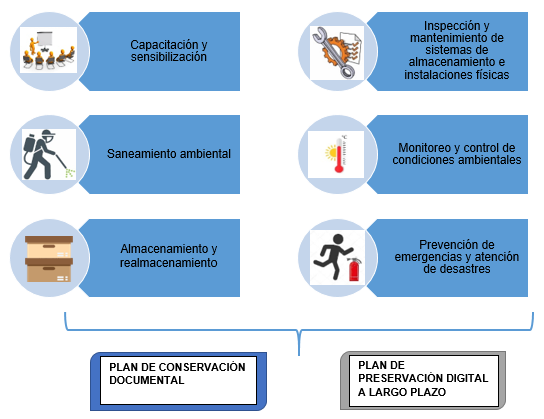 Capacitación y
sensibilización
Inspección y
mantenimiento de
sistemas de
almacenamiento e
instalaciones físicas
Saneamiento ambiental
Monitoreo y control de
condiciones ambientales
Almacenamiento y
realmacenamiento
Prevención de
emergencias y atención
de desastres
PLAN DE CONSERVACIÓN
DOCUMENTAL
PLAN DE
PRESERVACIÓN DIGITAL
A LARGO PLAZO